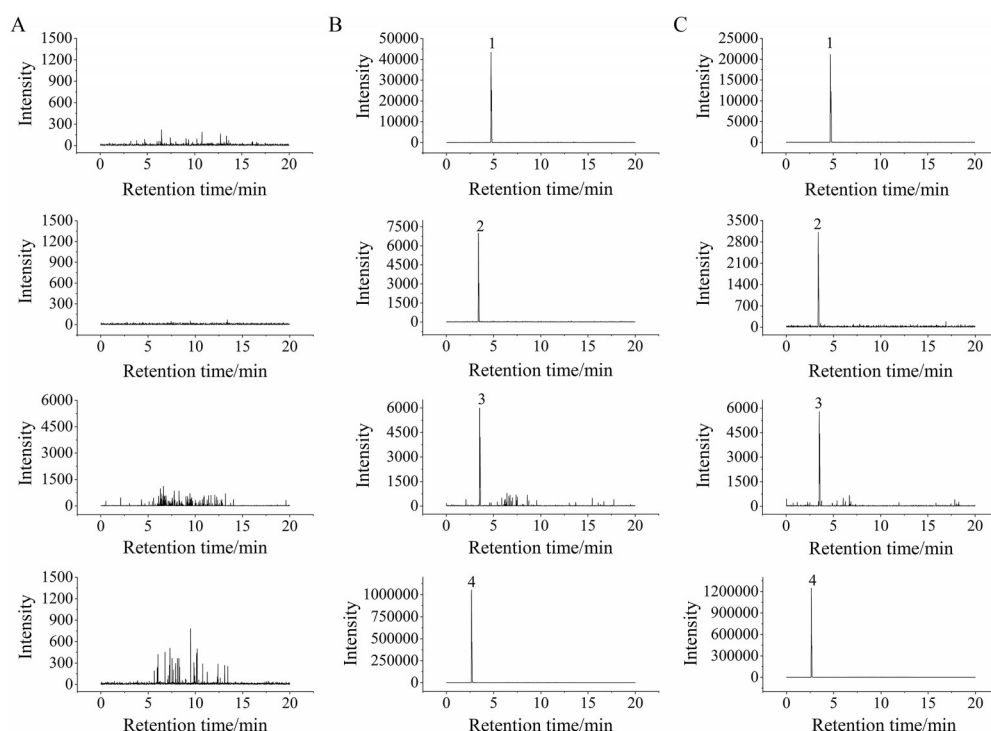 A
B
C
Intensity
1500
1200
900
600
300
0
0 5 10 15 20
Retention time/min
Intensity
50000
40000
30000
20000
10000
0
1
0 5 10 15 20
Retention time/min
Intensity
25000
20000
15000
10000
5000
0
1
0 5 10 15 20
Retention time/min
Intensity
1500
1200
900
600
300
0
0 5 10 15 20
Retention time/min
Intensity
7500
6000
4500
3000
1500
0
2
0 5 10 15 20
Retention time/min
Intensity
3500
2800
2100
1400
700
0
2
0 5 10 15 20
Retention time/min
Intensity
6000
4500
3000
1500
0
0 5 10 15 20
Retention time/min
Intensity
6000
4500
3000
1500
0
3
0 5 10 15 20
Retention time/min
Intensity
6000
4500
3000
1500
0
3
0 5 10 15 20
Retention time/min
Intensity
1500
1200
900
600
300
0
0 5 10 15 20
Retention time/min
Intensity
1000000
750000
500000
250000
0
4
0 5 10 15 20
Retention time/min
Intensity
1200000
900000
600000
300000
0
4
0 5 10 15 20
Retention time/min